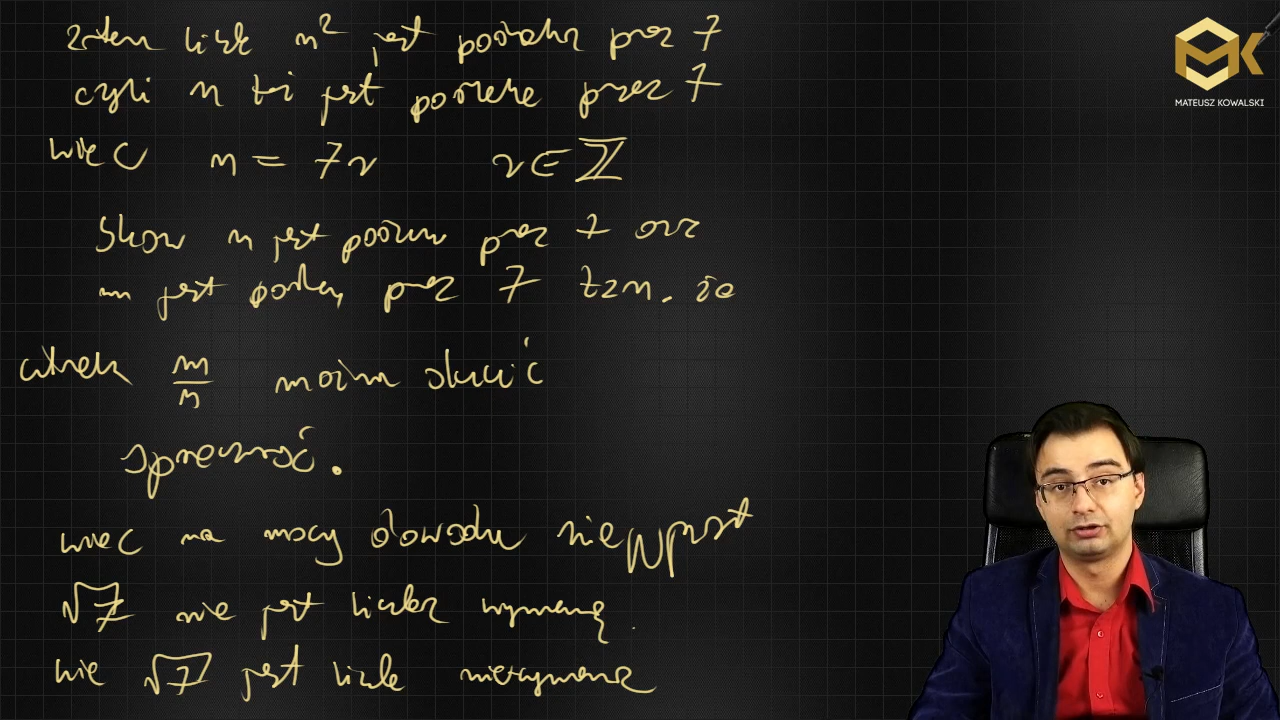 zatem liczba n² jest podzielna przez 7
czyli n też jest podzielne przez 7
więc n = 7r r ∈ ℤ
Skoro n jest podzielna przez 7 oraz
m jest podzielna przez 7 tzn. że
ułamek m/n można skrócić
sprzeczność.
więc na mocy dowodu nie wprost
√7 nie jest liczbą wymierną.
więc √7 jest liczbą niewymierną
MATEUSZ KOWALSKI